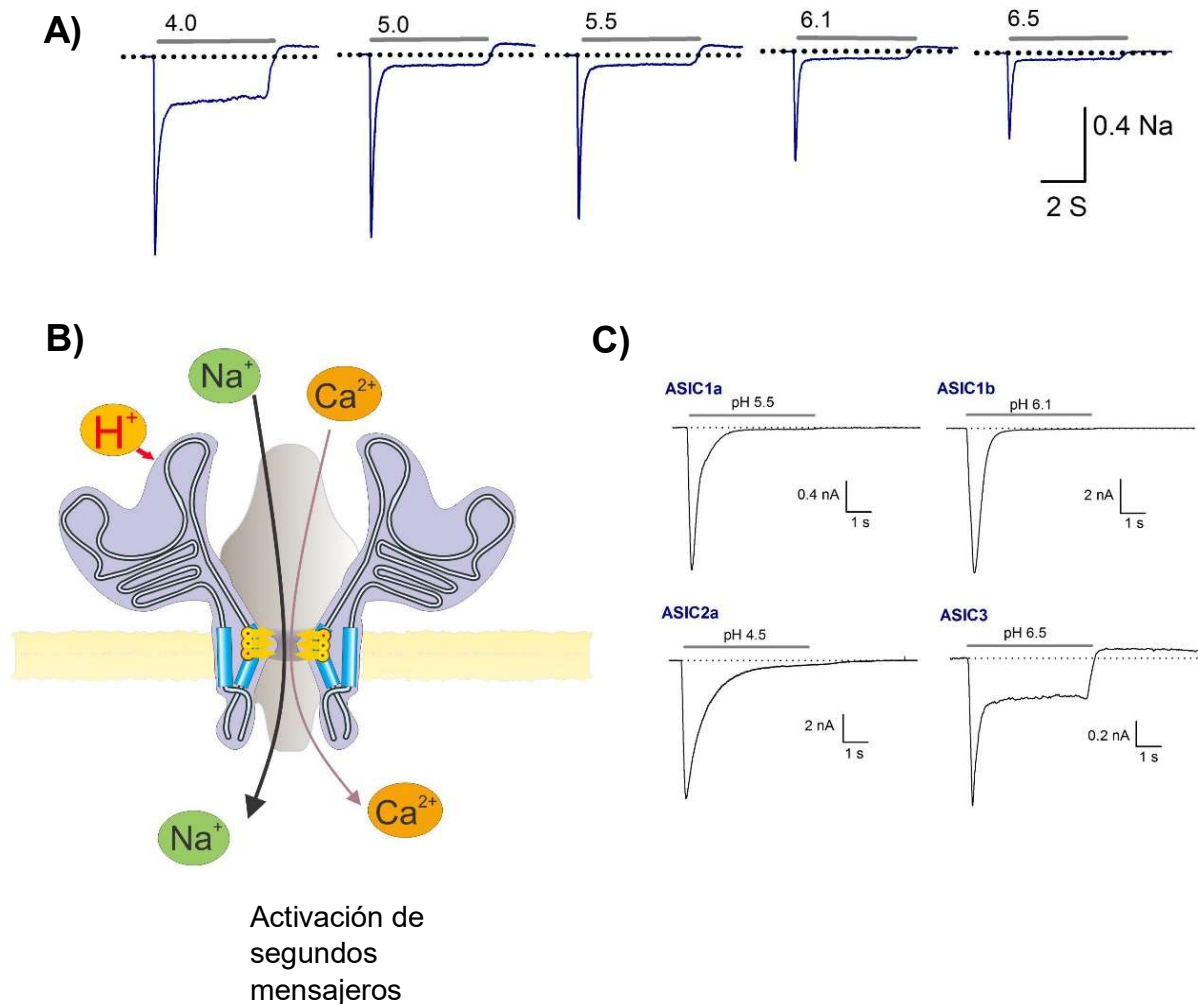 A)
4.0
5.0
5.5
6.1
6.5
0.4 Na
2 S
B)
Na⁺
Ca²⁺
H⁺
Na⁺
Ca²⁺
Activación de
segundos
mensajeros
C)
ASIC1a
pH 5.5
0.4 nA
1 s
ASIC1b
pH 6.1
2 nA
1 s
ASIC2a
pH 4.5
2 nA
1 s
ASIC3
pH 6.5
0.2 nA
1 s